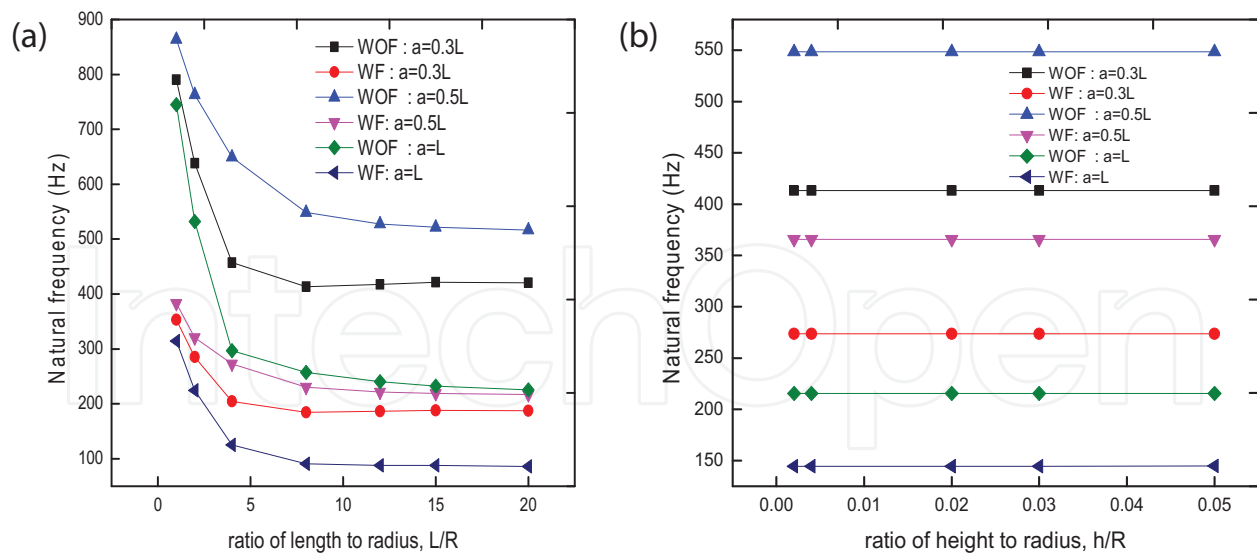 (a)
900
800
700
600
500
400
300
200
100
Natural frequency (Hz)
WOF : a=0.3L
WF : a=0.3L
WOF : a=0.5L
WF: a=0.5L
WOF : a=L
WF: a=L
0
5
10
15
20
ratio of length to radius, L/R
(b)
550
500
450
400
350
300
250
200
150
Natural frequency (Hz)
WOF : a=0.3L
WF : a=0.3L
WOF : a=0.5L
WF: a=0.5L
WOF : a=L
WF: a=L
0.00
0.01
0.02
0.03
0.04
0.05
ratio of height to radius, h/R
IntechOpen